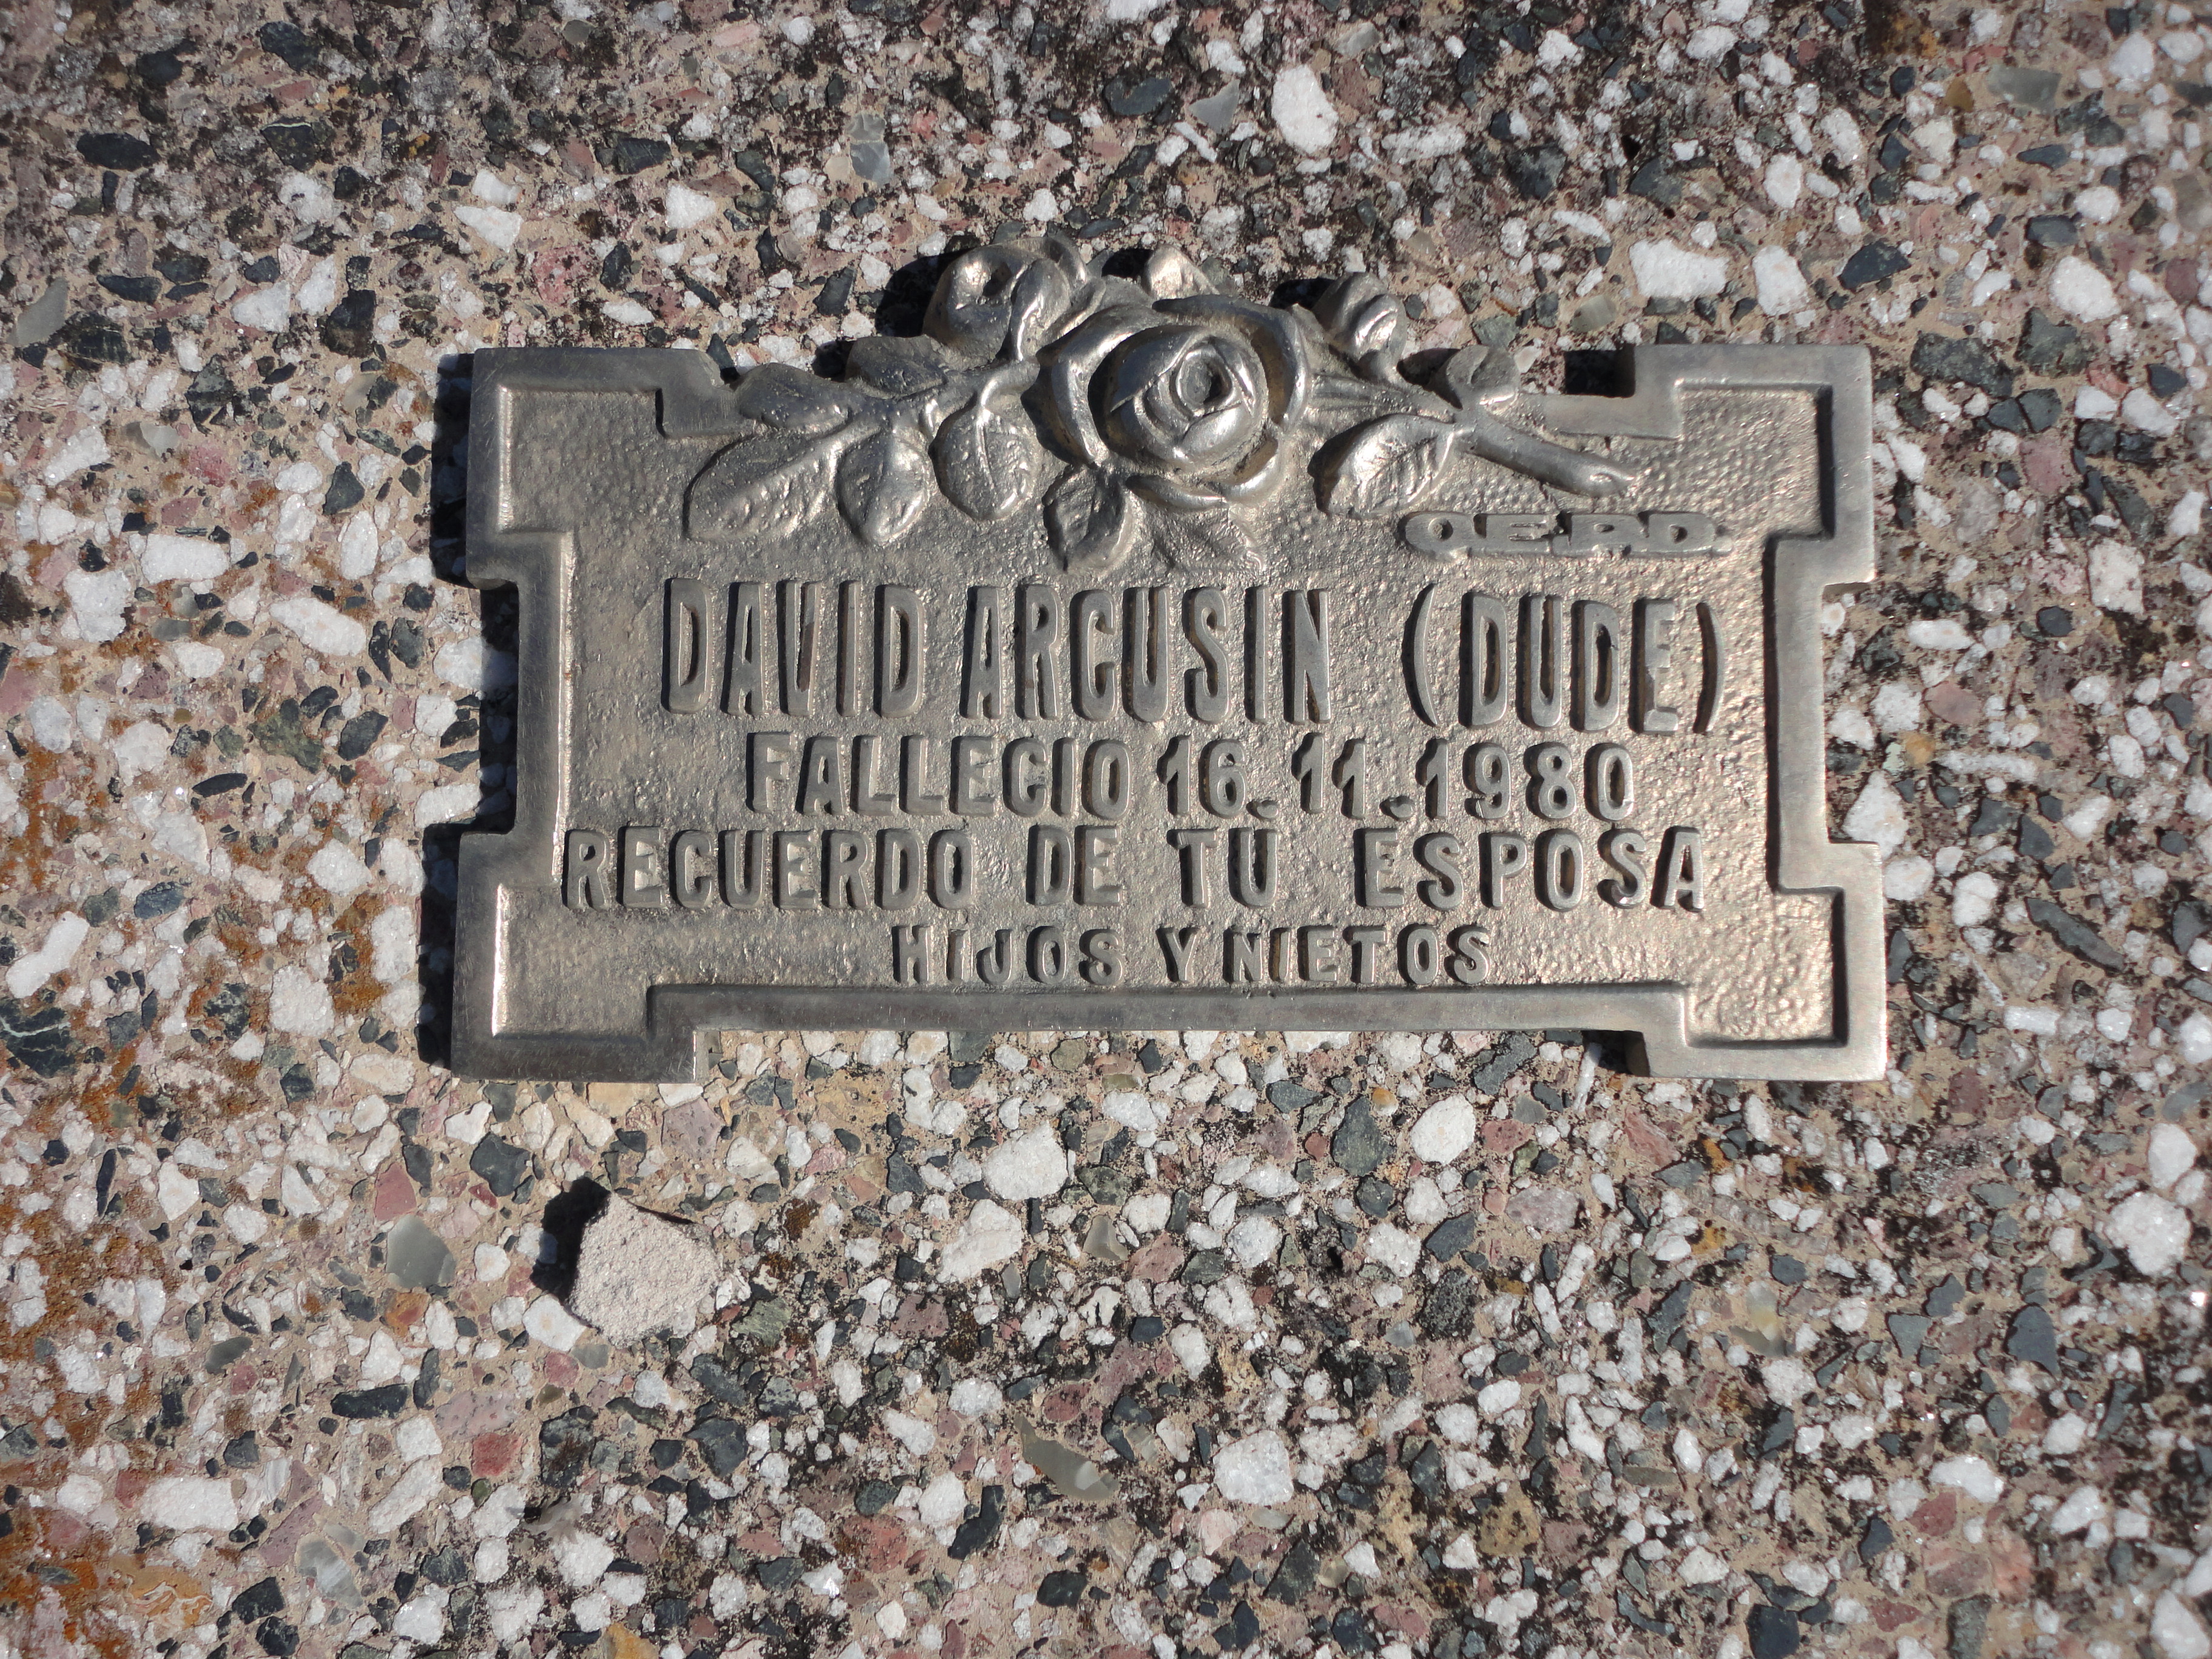 Q.E.P.D.
DAVID ARCUSIN (DUDE)
FALLECIO 16.11.1980
RECUERDO DE TU ESPOSA
HIJOS Y NIETOS